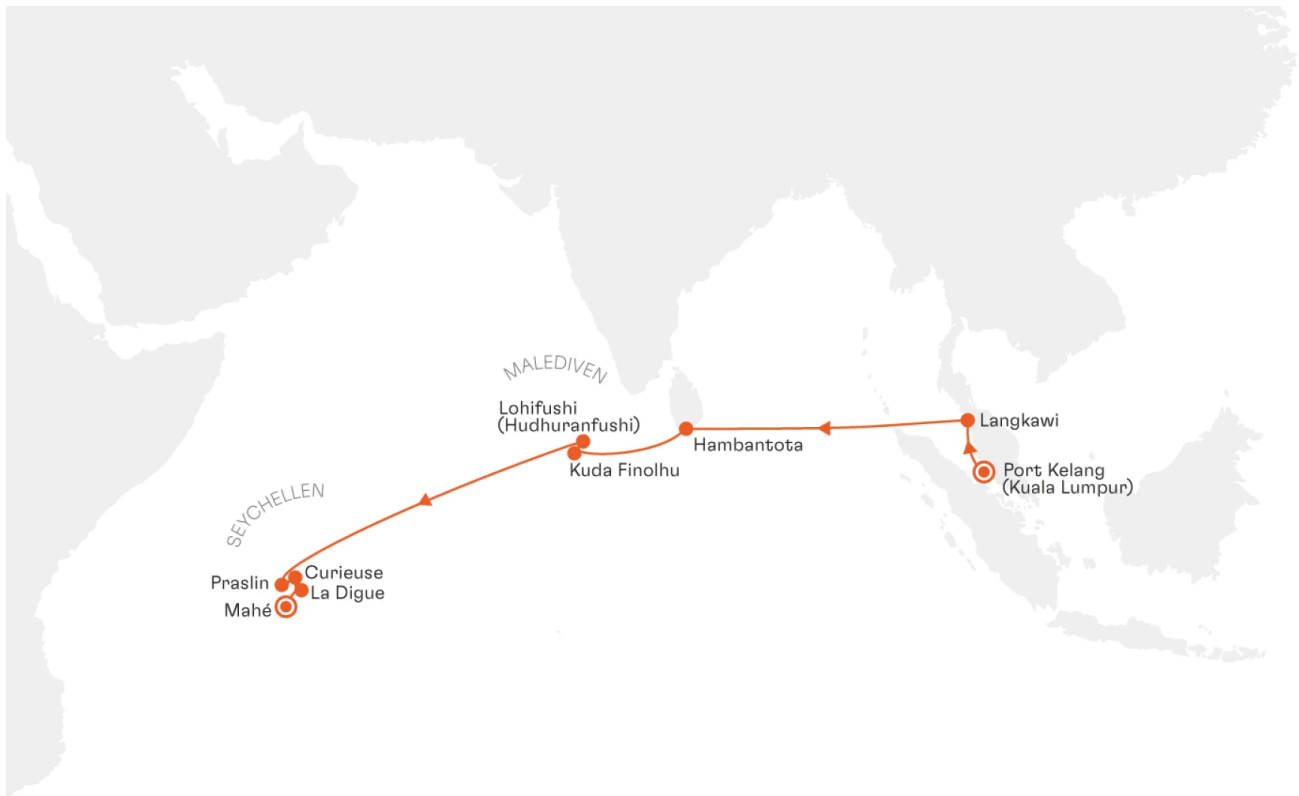 MALEDIVEN
Lohifushi
(Hudhuranfushi)
Kuda Finolhu
Hambantota
Langkawi
Port Kelang
(Kuala Lumpur)
SEYCHELLEN
Praslin
Curieuse
La Digue
Mahé